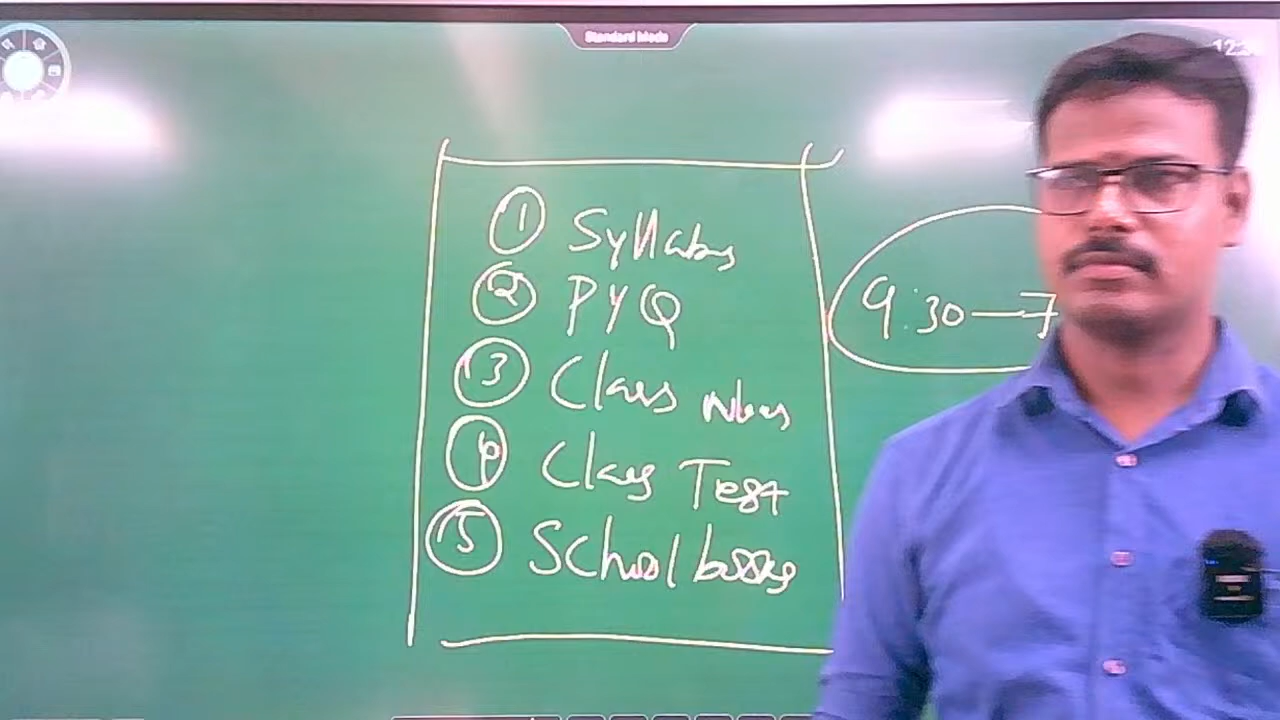 Standard Mode
① Syllabus
② PYQ
③ Class Notes
④ Class Test
⑤ School books
9:30 — 7